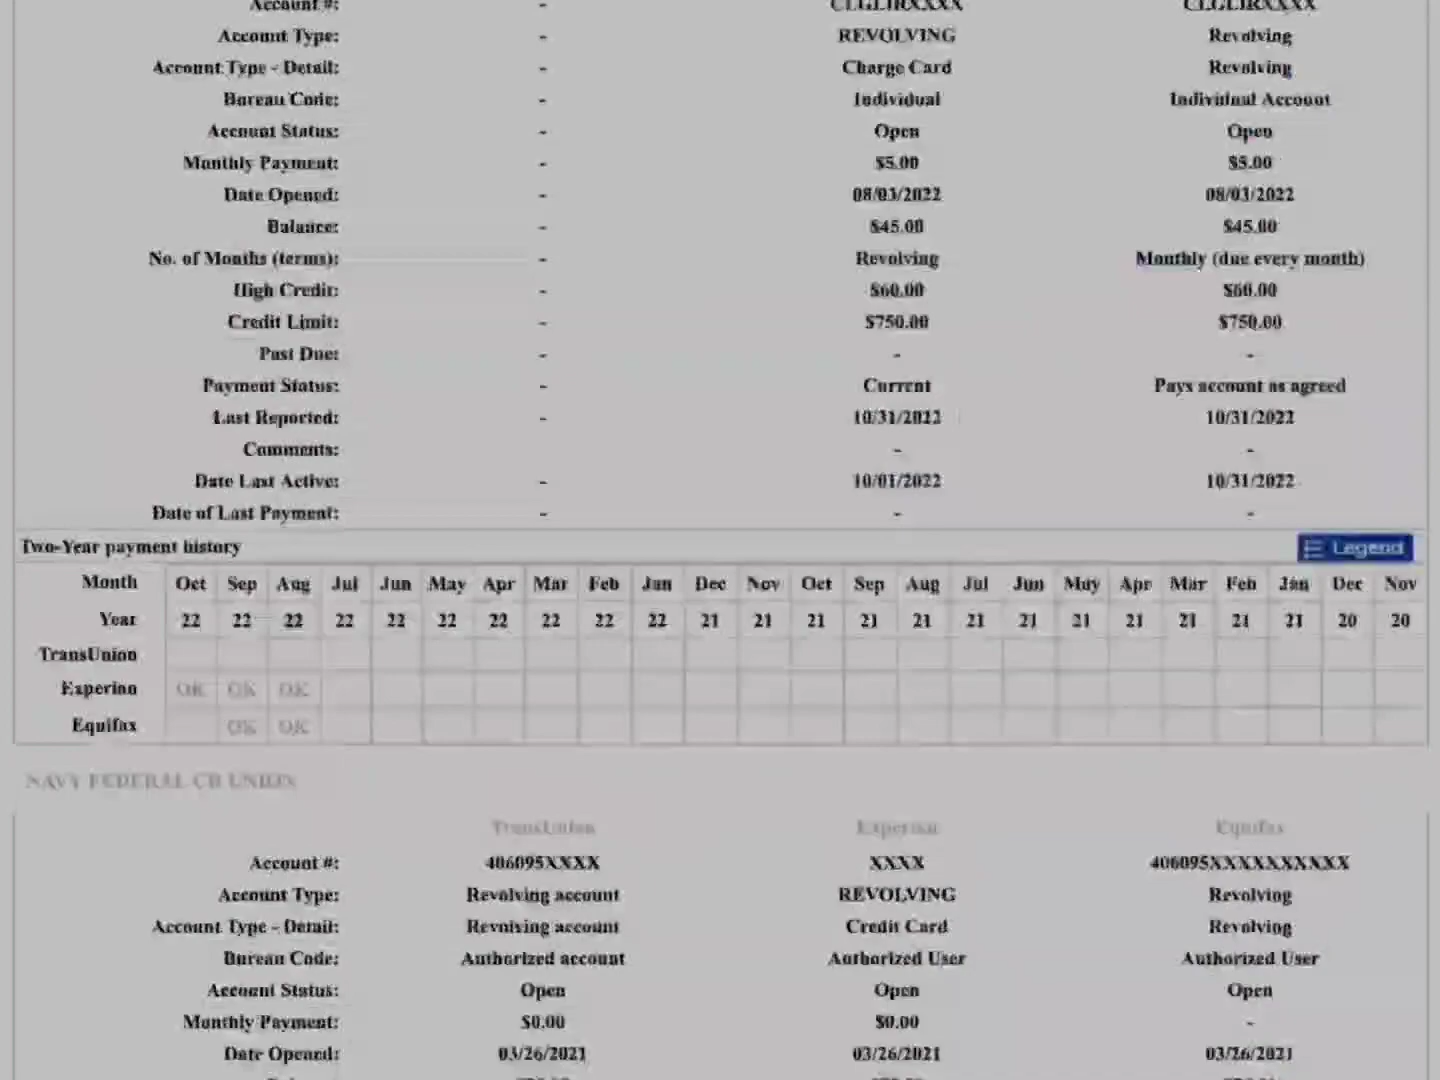 Account #: - CLGLJRXXXX CLGLJRXXXX
Account Type: - REVOLVING Revolving
Account Type - Detail: - Charge Card Revolving
Bureau Code: - Individual Individual Account
Account Status: - Open Open
Monthly Payment: - $5.00 $5.00
Date Opened: - 08/03/2022 08/03/2022
Balance: - $45.00 $45.00
No. of Months (terms): - Revolving Monthly (due every month)
High Credit: - $60.00 $60.00
Credit Limit: - $750.00 $750.00
Past Due: - - -
Payment Status: - Current Pays account as agreed
Last Reported: - 10/31/2022 10/31/2022
Comments: - -
Date Last Active: - 10/01/2022 10/31/2022
Date of Last Payment: - - -
Two-Year payment history Legend
Month Oct Sep Aug Jul Jun May Apr Mar Feb Jan Dec Nov Oct Sep Aug Jul Jun May Apr Mar Feb Jan Dec Nov
Year 22 22 22 22 22 22 22 22 22 22 21 21 21 21 21 21 21 21 21 21 21 21 20 20
TransUnion
Experian OK OK OK
Equifax OK OK
NAVY FEDERAL CR UNION
TransUnion Experian Equifax
Account #: 406095XXXX XXXX 406095XXXXXXXXXX
Account Type: Revolving account REVOLVING Revolving
Account Type - Detail: Revolving account Credit Card Revolving
Bureau Code: Authorized account Authorized User Authorized User
Account Status: Open Open Open
Monthly Payment: $0.00 $0.00 -
Date Opened: 03/26/2021 03/26/2021 03/26/2021